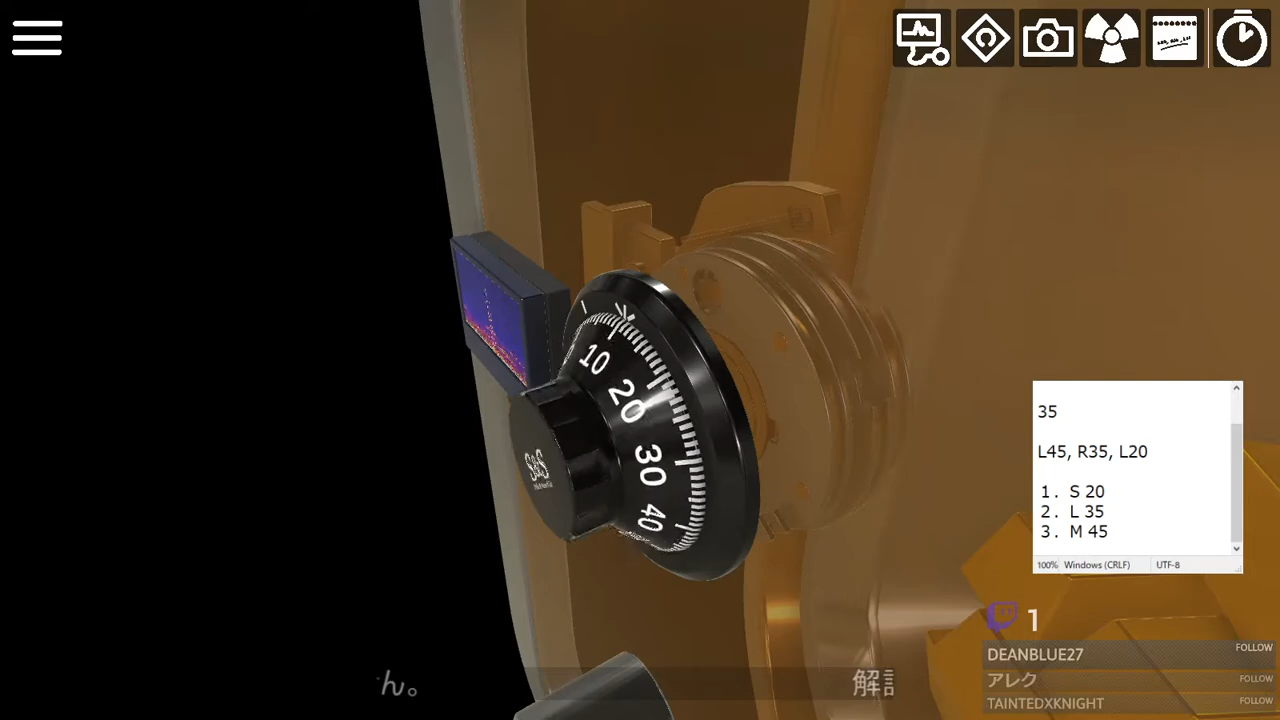 10
20
30
40
S&S
35
L45, R35, L20
1. S 20
2. L 35
3. M 45
100% Windows (CRLF) UTF-8
1
DEANBLUE27 FOLLOW
アレク FOLLOW
TAINTEDXKNIGHT FOLLOW
ん。